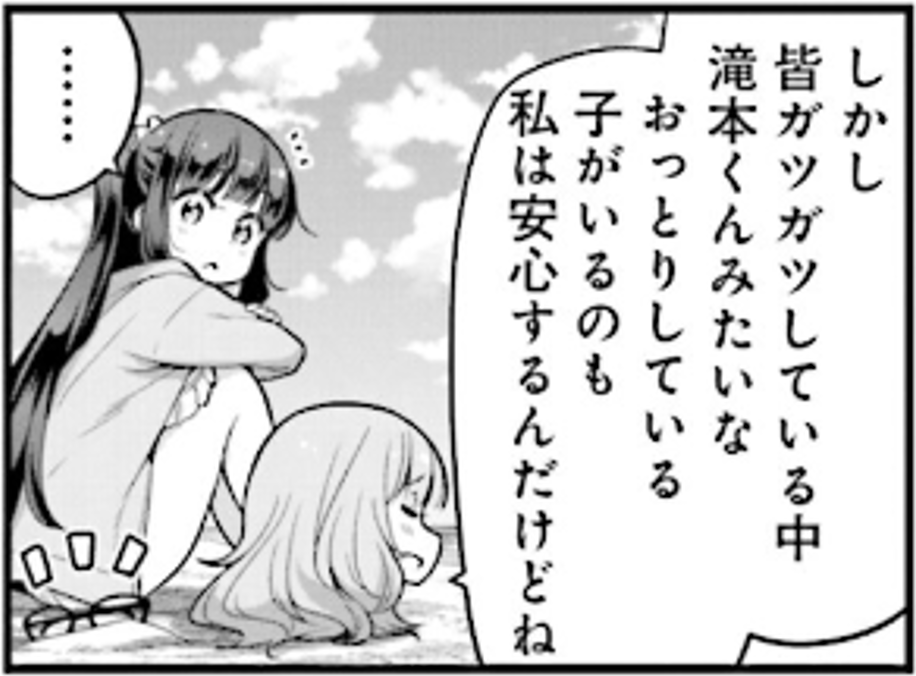 しかし
皆ガツガツしている中
滝本くんみたいな
おっとりしている
子がいるのも
私は安心するんだけどね
……